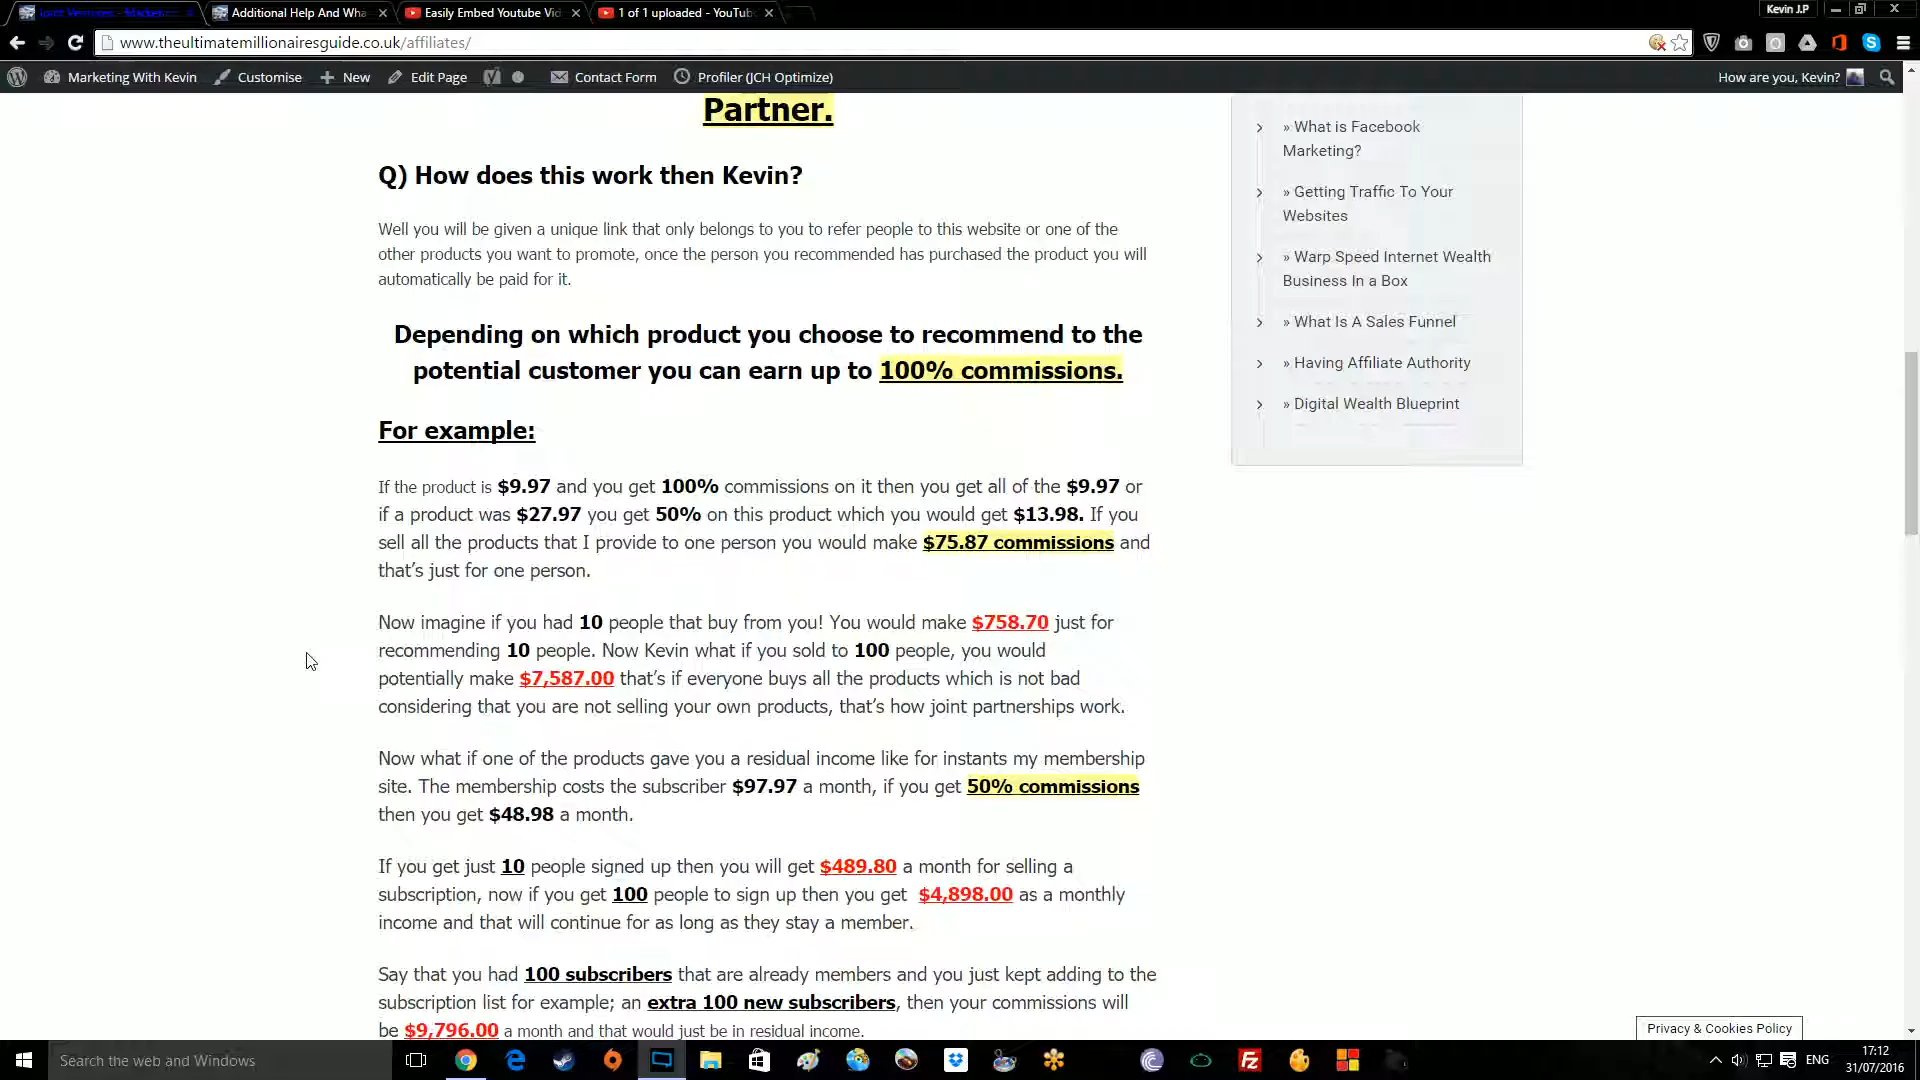 Joint Ventures - Marketin
Additional Help And Wha
Easily Embed Youtube Vid
1 of 1 uploaded - YouTub
Kevin J.P
www.theultimatemillionairesguide.co.uk/affiliates/
Marketing With Kevin
Customise
New
Edit Page
Contact Form
Profiler (JCH Optimize)
How are you, Kevin?
Partner.
Q) How does this work then Kevin?
Well you will be given a unique link that only belongs to you to refer people to this website or one of the
other products you want to promote, once the person you recommended has purchased the product you will
automatically be paid for it.
Depending on which product you choose to recommend to the
potential customer you can earn up to 100% commissions.
For example:
If the product is $9.97 and you get 100% commissions on it then you get all of the $9.97 or
if a product was $27.97 you get 50% on this product which you would get $13.98. If you
sell all the products that I provide to one person you would make $75.87 commissions and
that's just for one person.
Now imagine if you had 10 people that buy from you! You would make $758.70 just for
recommending 10 people. Now Kevin what if you sold to 100 people, you would
potentially make $7,587.00 that's if everyone buys all the products which is not bad
considering that you are not selling your own products, that's how joint partnerships work.
Now what if one of the products gave you a residual income like for instants my membership
site. The membership costs the subscriber $97.97 a month, if you get 50% commissions
then you get $48.98 a month.
If you get just 10 people signed up then you will get $489.80 a month for selling a
subscription, now if you get 100 people to sign up then you get $4,898.00 as a monthly
income and that will continue for as long as they stay a member.
Say that you had 100 subscribers that are already members and you just kept adding to the
subscription list for example; an extra 100 new subscribers, then your commissions will
be $9,796.00 a month and that would just be in residual income.
» What is Facebook
Marketing?
» Getting Traffic To Your
Websites
» Warp Speed Internet Wealth
Business In a Box
» What Is A Sales Funnel
» Having Affiliate Authority
» Digital Wealth Blueprint
Privacy & Cookies Policy
Search the web and Windows
ENG
17:12
31/07/2016